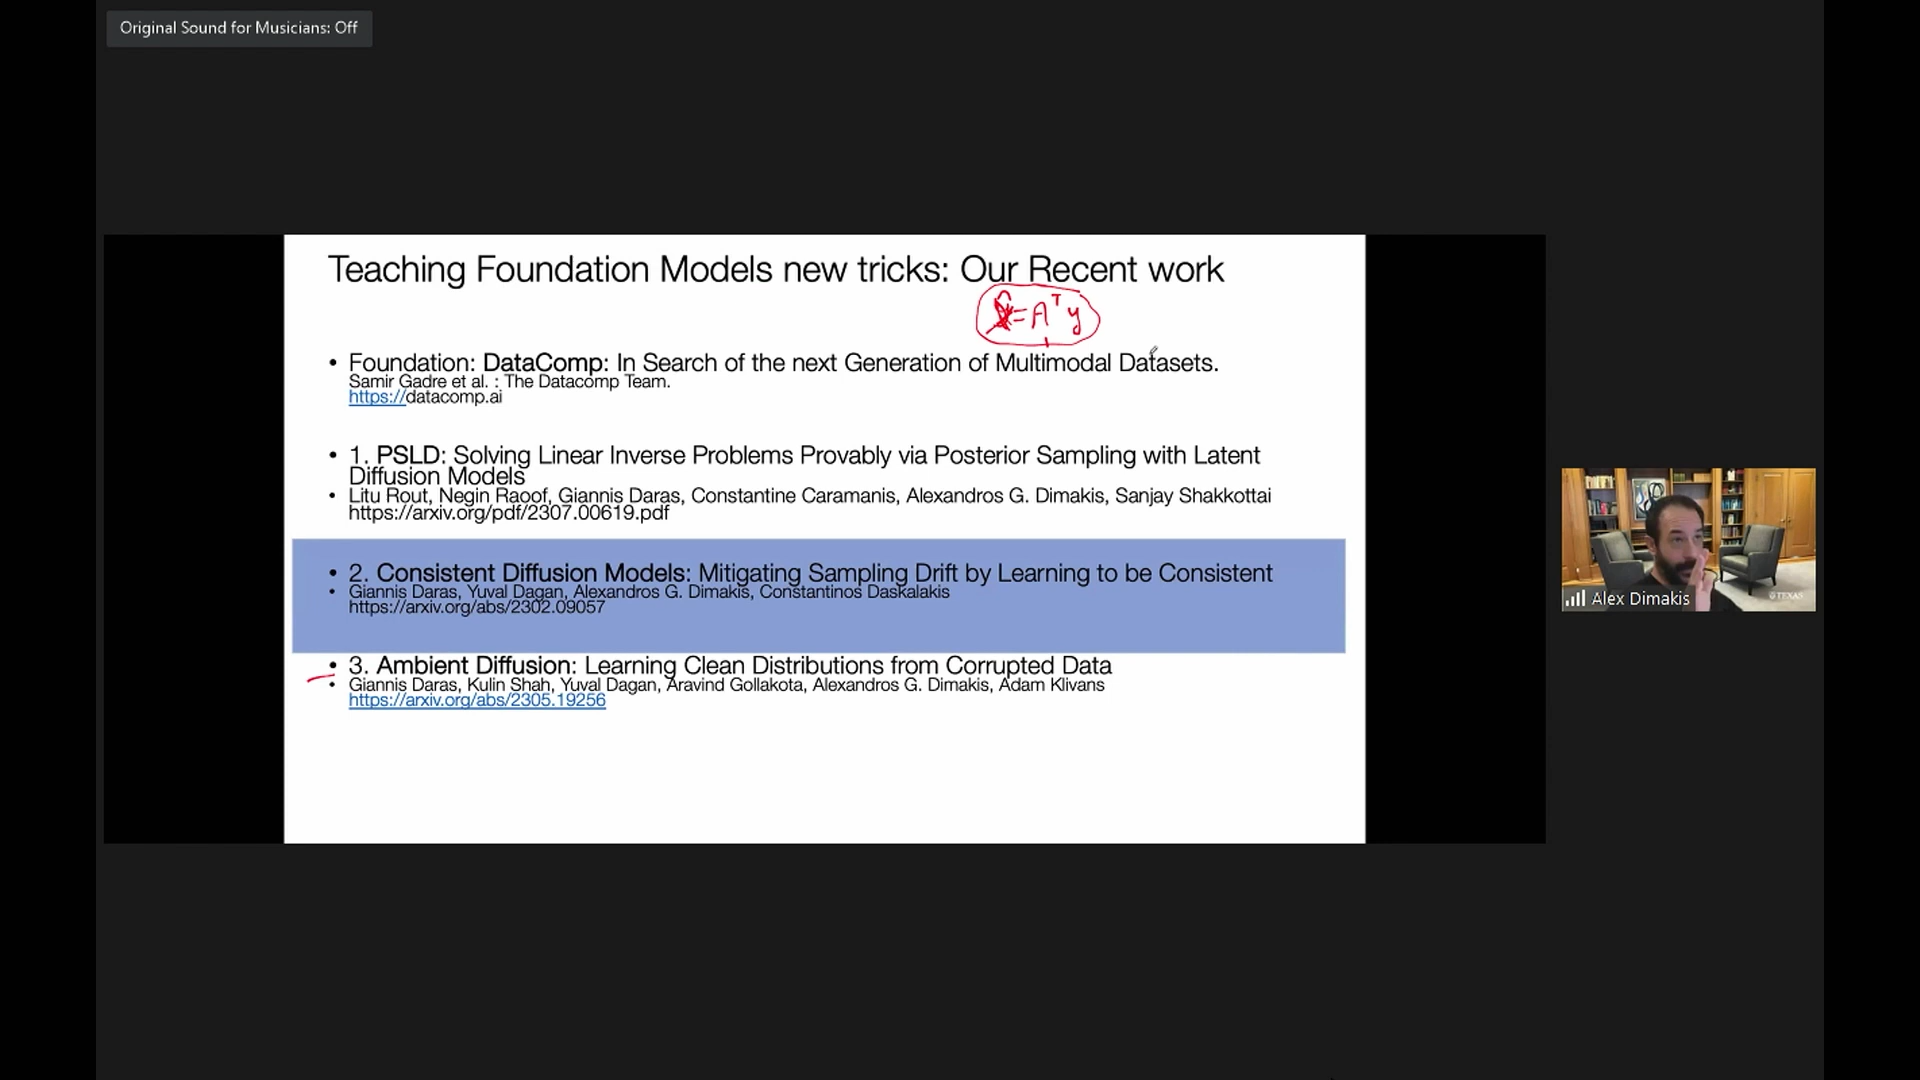 Original Sound for Musicians: Off
Teaching Foundation Models new tricks: Our Recent work
= Aᵀ y
• Foundation: DataComp: In Search of the next Generation of Multimodal Datasets.
Samir Gadre et al. : The Datacomp Team.
https://datacomp.ai
• 1. PSLD: Solving Linear Inverse Problems Provably via Posterior Sampling with Latent
Diffusion Models
• Litu Rout, Negin Raoof, Giannis Daras, Constantine Caramanis, Alexandros G. Dimakis, Sanjay Shakkottai
https://arxiv.org/pdf/2307.00619.pdf
• 2. Consistent Diffusion Models: Mitigating Sampling Drift by Learning to be Consistent
• Giannis Daras, Yuval Dagan, Alexandros G. Dimakis, Constantinos Daskalakis
https://arxiv.org/abs/2302.09057
• 3. Ambient Diffusion: Learning Clean Distributions from Corrupted Data
• Giannis Daras, Kulin Shah, Yuval Dagan, Aravind Gollakota, Alexandros G. Dimakis, Adam Klivans
https://arxiv.org/abs/2305.19256
TEXAS
Alex Dimakis